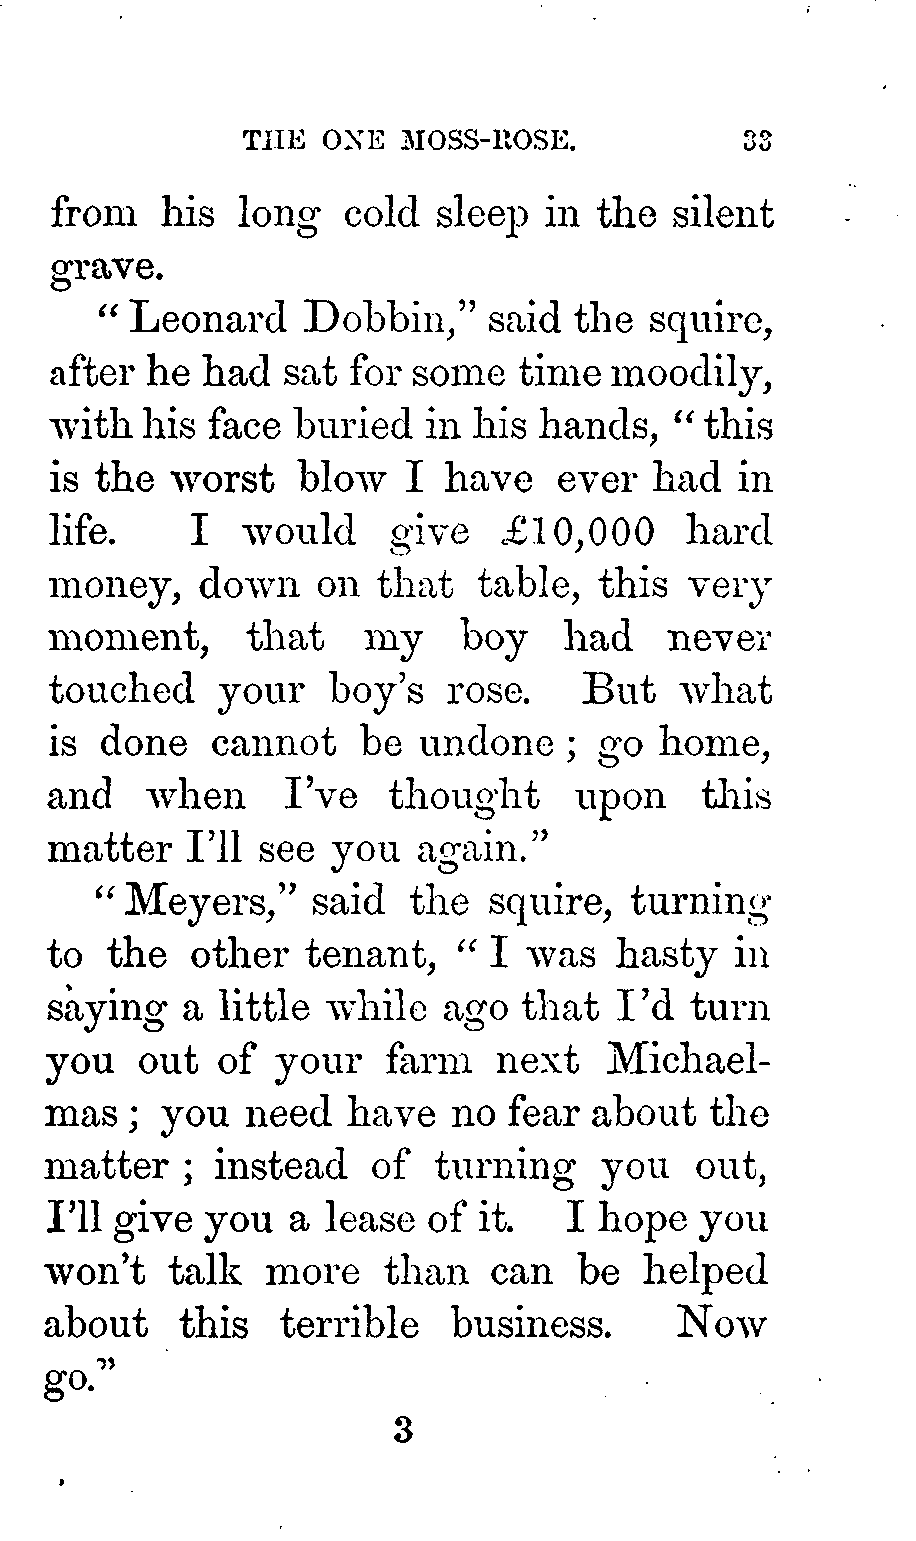 THE ONE MOSS-ROSE. 33
from his long cold sleep in the silent
grave.
“ Leonard Dobbin,” said the squire,
after he had sat for some time moodily,
with his face buried in his hands, “ this
is the worst blow I have ever had in
life. I would give £10,000 hard
money, down on that table, this very
moment, that my boy had never
touched your boy’s rose. But what
is done cannot be undone ; go home,
and when I’ve thought upon this
matter I’ll see you again.”
“ Meyers,” said the squire, turning
to the other tenant, “ I was hasty in
saying a little while ago that I’d turn
you out of your farm next Michael-
mas ; you need have no fear about the
matter ; instead of turning you out,
I’ll give you a lease of it. I hope you
won’t talk more than can be helped
about this terrible business. Now
go.”
3